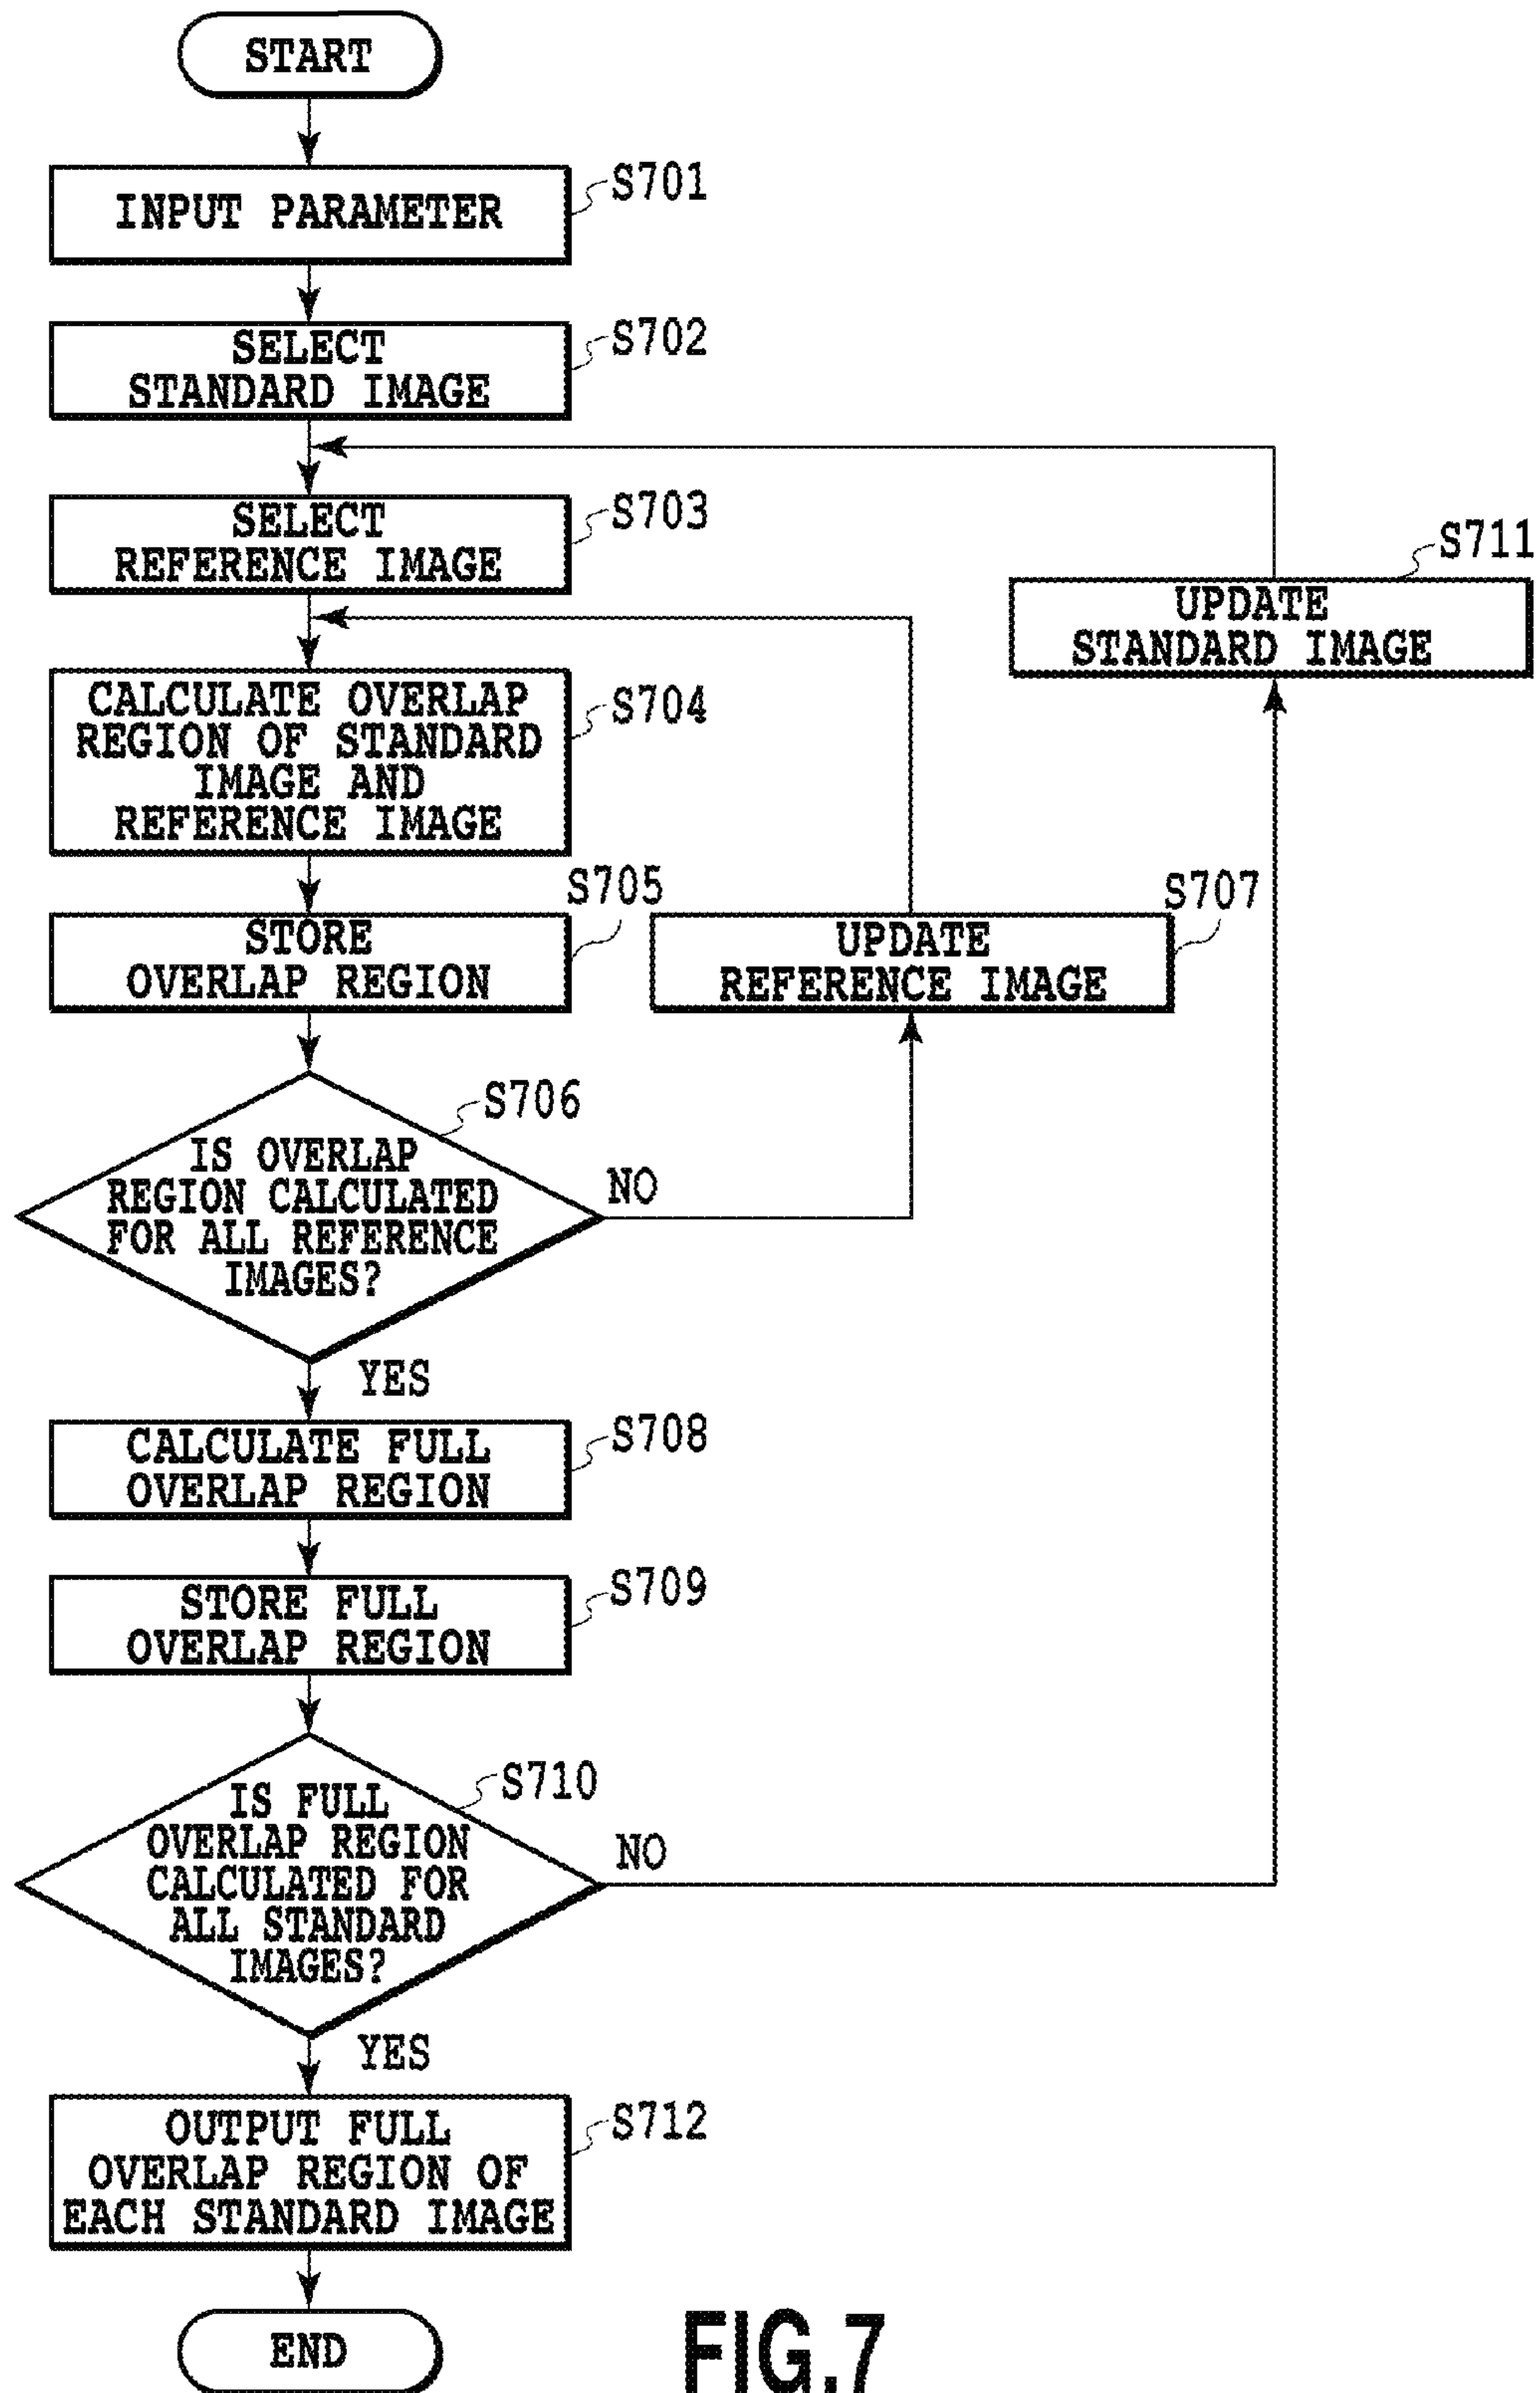 START
INPUT PARAMETER
S701
SELECT
STANDARD IMAGE
S702
SELECT
REFERENCE IMAGE
S703
UPDATE
STANDARD IMAGE
S711
CALCULATE OVERLAP
REGION OF STANDARD
IMAGE AND
REFERENCE IMAGE
S704
STORE
OVERLAP REGION
S705
UPDATE
REFERENCE IMAGE
S707
IS OVERLAP
REGION CALCULATED
FOR ALL REFERENCE
IMAGES?
S706
NO
YES
CALCULATE FULL
OVERLAP REGION
S708
STORE FULL
OVERLAP REGION
S709
IS FULL
OVERLAP REGION
CALCULATED FOR
ALL STANDARD
IMAGES?
S710
NO
YES
OUTPUT FULL
OVERLAP REGION OF
EACH STANDARD IMAGE
S712
END
FIG.7